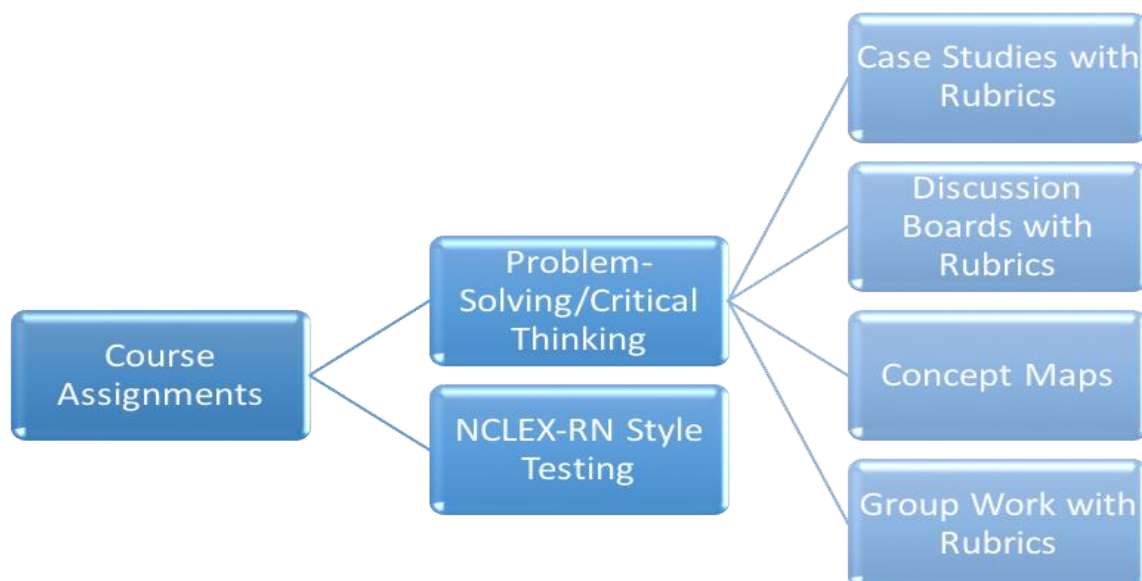 Course
Assignments
Problem-
Solving/Critical
Thinking
NCLEX-RN Style
Testing
Case Studies with
Rubrics
Discussion
Boards with
Rubrics
Concept Maps
Group Work with
Rubrics